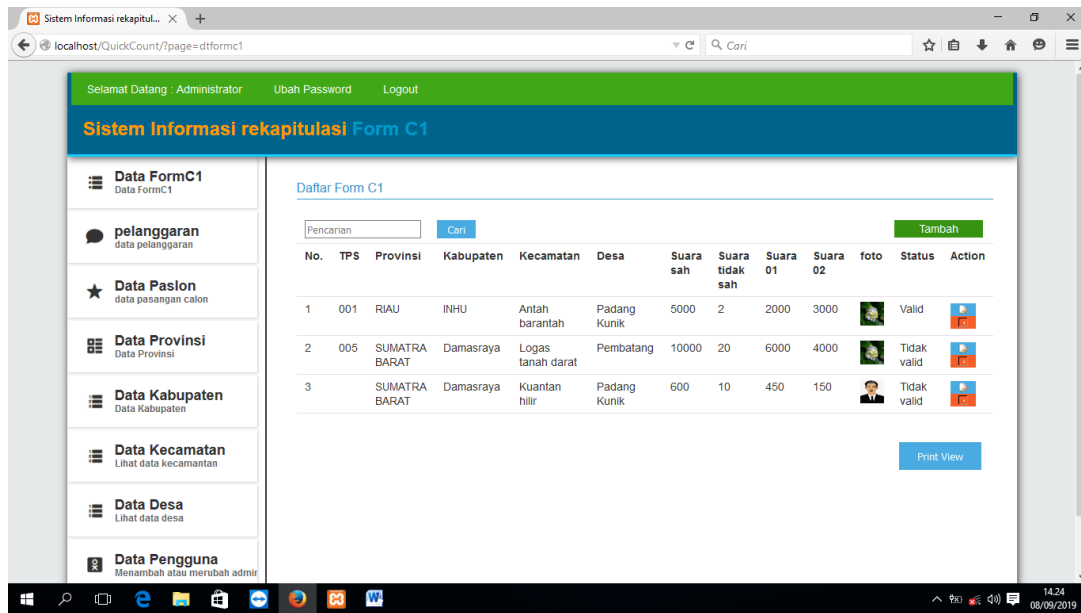 Sistem Informasi rekapitul...
localhost/QuickCount/?page=dtformc1
Cari
Selamat Datang : Administrator Ubah Password Logout
Sistem Informasi rekapitulasi Form C1
Data FormC1
Data FormC1
pelanggaran
data pelanggaran
Data Paslon
data pasangan calon
Data Provinsi
Data Provinsi
Data Kabupaten
Data Kabupaten
Data Kecamatan
Lihat data kecamantan
Data Desa
Lihat data desa
Data Pengguna
Menambah atau merubah admin
Daftar Form C1
Pencarian Cari Tambah
No. TPS Provinsi Kabupaten Kecamatan Desa Suara sah Suara tidak sah Suara 01 Suara 02 foto Status Action
1 001 RIAU INHU Antah barantah Padang Kunik 5000 2 2000 3000 Valid
2 005 SUMATRA BARAT Damasraya Logas tanah darat Pembatang 10000 20 6000 4000 Tidak valid
3 SUMATRA BARAT Damasraya Kuantan hilir Padang Kunik 600 10 450 150 Tidak valid
Print View
14.24
08/09/2019